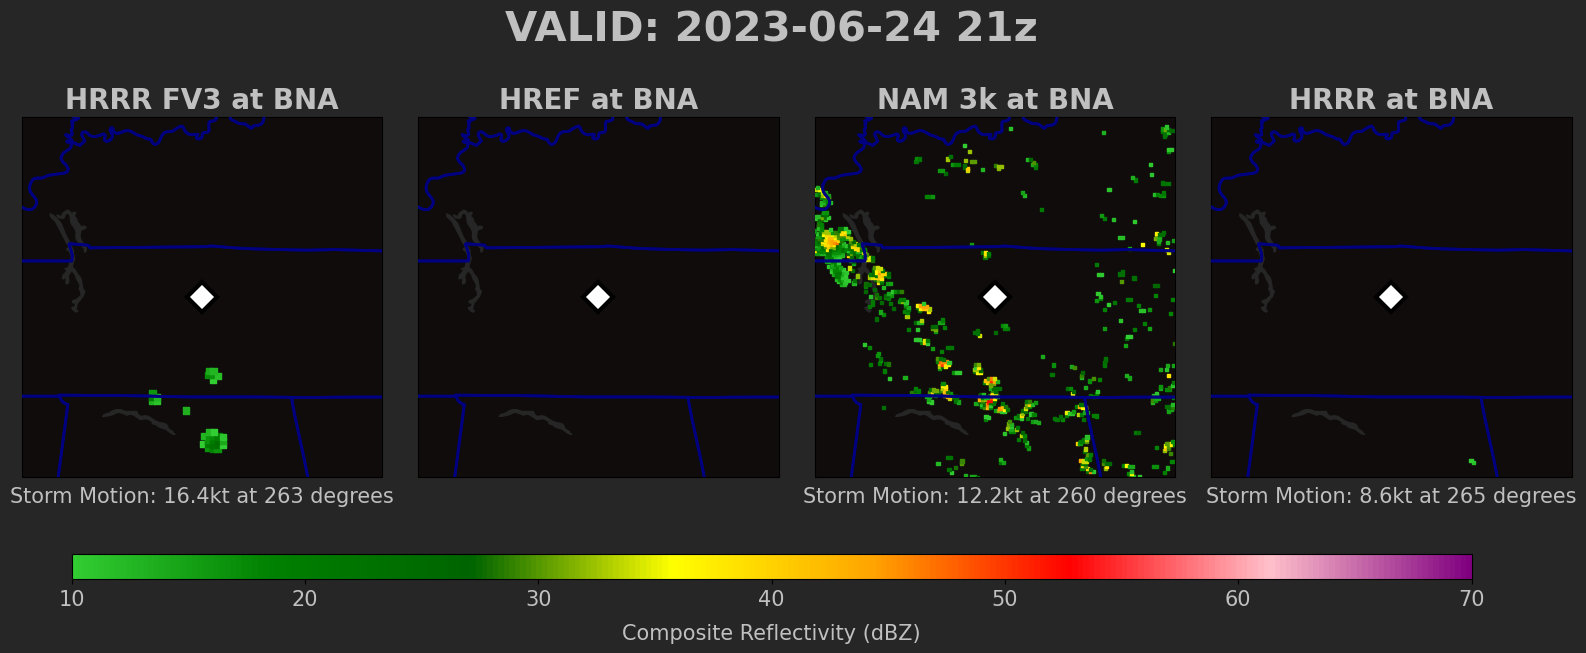 VALID: 2023-06-24 21z
HRRR FV3 at BNA
HREF at BNA
NAM 3k at BNA
HRRR at BNA
Storm Motion: 16.4kt at 263 degrees
Storm Motion: 12.2kt at 260 degrees
Storm Motion: 8.6kt at 265 degrees
10 20 30 40 50 60 70
Composite Reflectivity (dBZ)